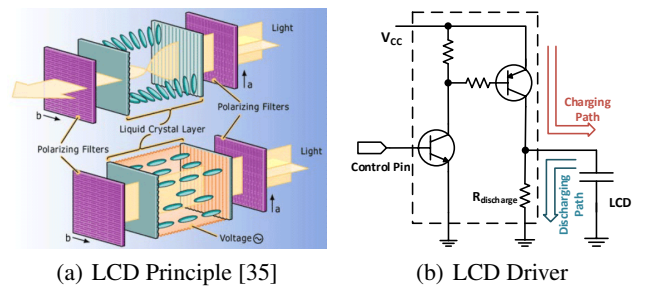 Light
a
Polarizing Filters
b
Liquid Crystal Layer
Polarizing Filters
Light
a
b
Voltage
(a) LCD Principle [35]
VCC
Charging
Path
Control Pin
Rdischarge
Discharging
Path
LCD
(b) LCD Driver